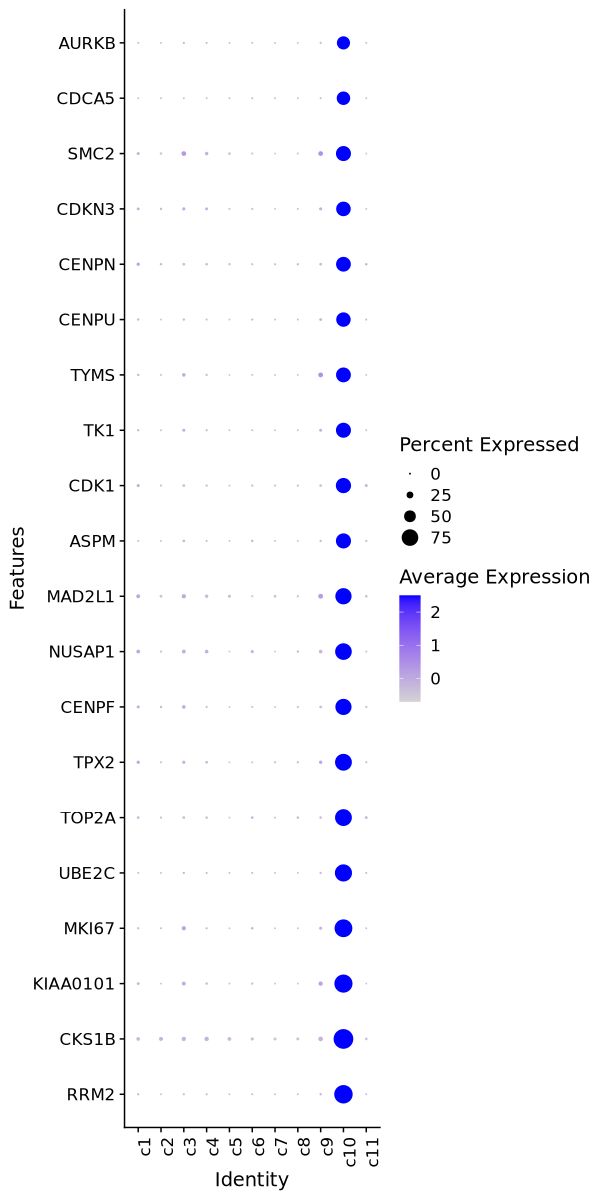 AURKB
CDCA5
SMC2
CDKN3
CENPN
CENPU
TYMS
TK1
CDK1
ASPM
MAD2L1
NUSAP1
CENPF
TPX2
TOP2A
UBE2C
MKI67
KIAA0101
CKS1B
RRM2
Features
c1 c2 c3 c4 c5 c6 c7 c8 c9 c10 c11
Identity
Percent Expressed
0
25
50
75
Average Expression
2
1
0